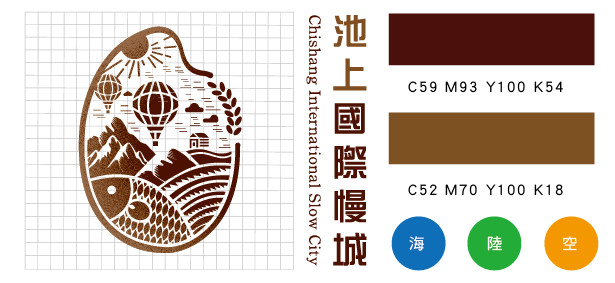 池上國際慢城
Chishang International Slow City
C59 M93 Y100 K54
C52 M70 Y100 K18
海
陸
空